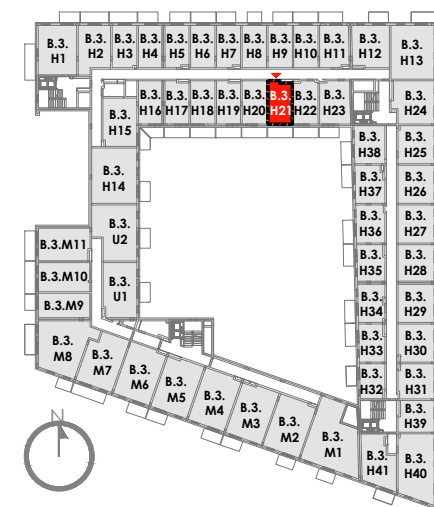 B.3.
H1
B.3.
H2
B.3.
H3
B.3.
H4
B.3.
H5
B.3.
H6
B.3.
H7
B.3.
H8
B.3.
H9
B.3.
H10
B.3.
H11
B.3.
H12
B.3.
H13
B.3.
H15
B.3.
H16
B.3.
H17
B.3.
H18
B.3.
H19
B.3.
H20
B.3.
H21
B.3.
H22
B.3.
H23
B.3.
H24
B.3.
H38
B.3.
H25
B.3.
H14
B.3.
H37
B.3.
H26
B.3.
U2
B.3.
H36
B.3.
H27
B.3.M11
B.3.
H35
B.3.
H28
B.3.M10
B.3.
U1
B.3.
H34
B.3.
H29
B.3.M9
B.3.
H33
B.3.
H30
B.3.
M8
B.3.
M7
B.3.
M6
B.3.
M5
B.3.
M4
B.3.
M3
B.3.
M2
B.3.
M1
B.3.
H32
B.3.
H31
B.3.
H39
B.3.
H41
B.3.
H40
N